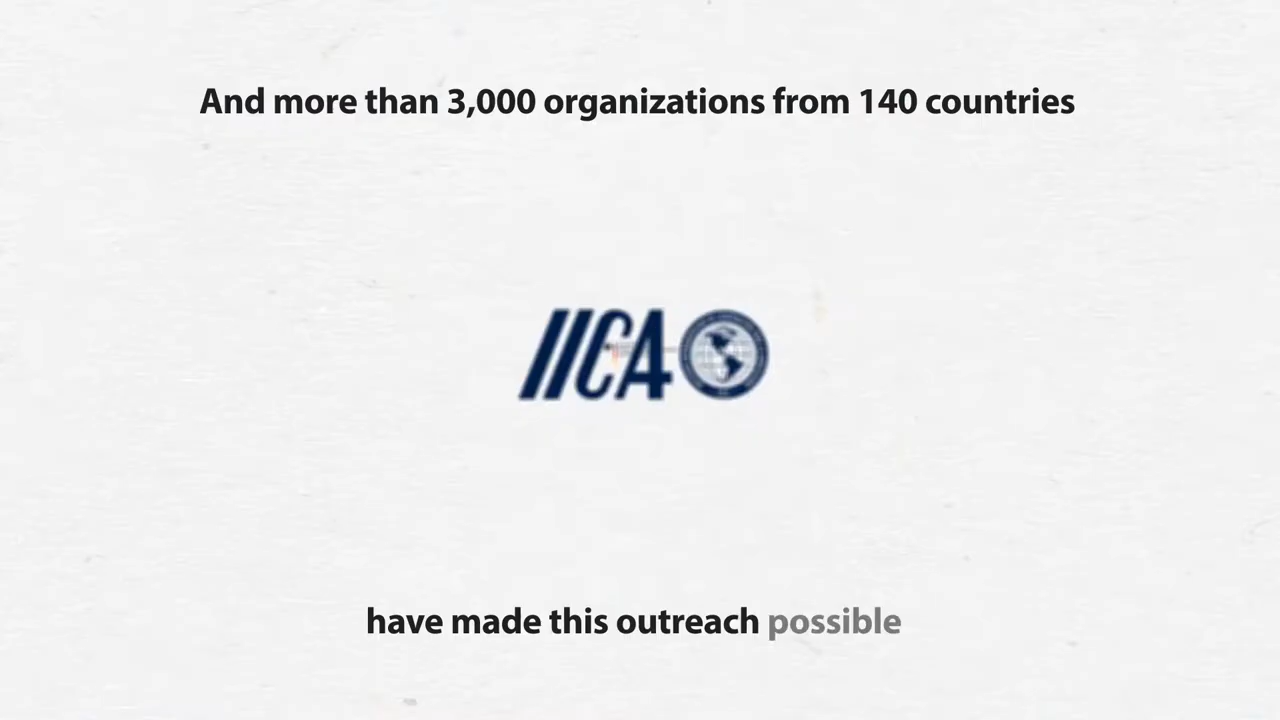 And more than 3,000 organizations from 140 countries
IICA
have made this outreach possible